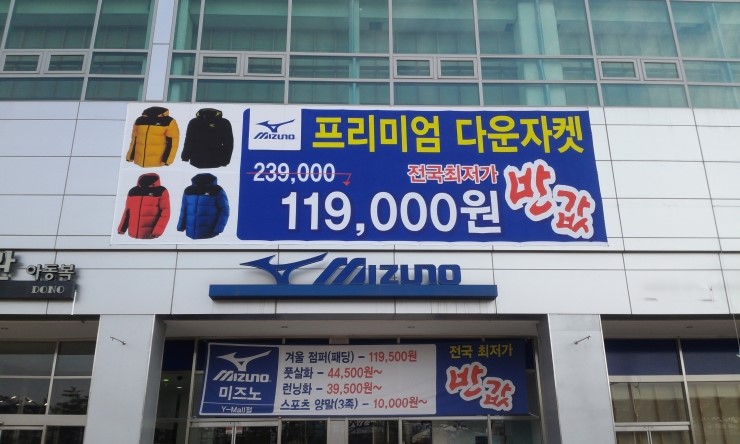 MIZUNO
프리미엄 다운자켓
239,000
전국최저가
119,000원
반값
아동복
DONO
MIZUNO
MIZUNO
미즈노
Y-Mall점
겨울 점퍼(패딩) - 119,500원
풋살화 - 44,500원~
런닝화 - 39,500원~
스포츠 양말(3족) - 10,000원~
전국 최저가
반값